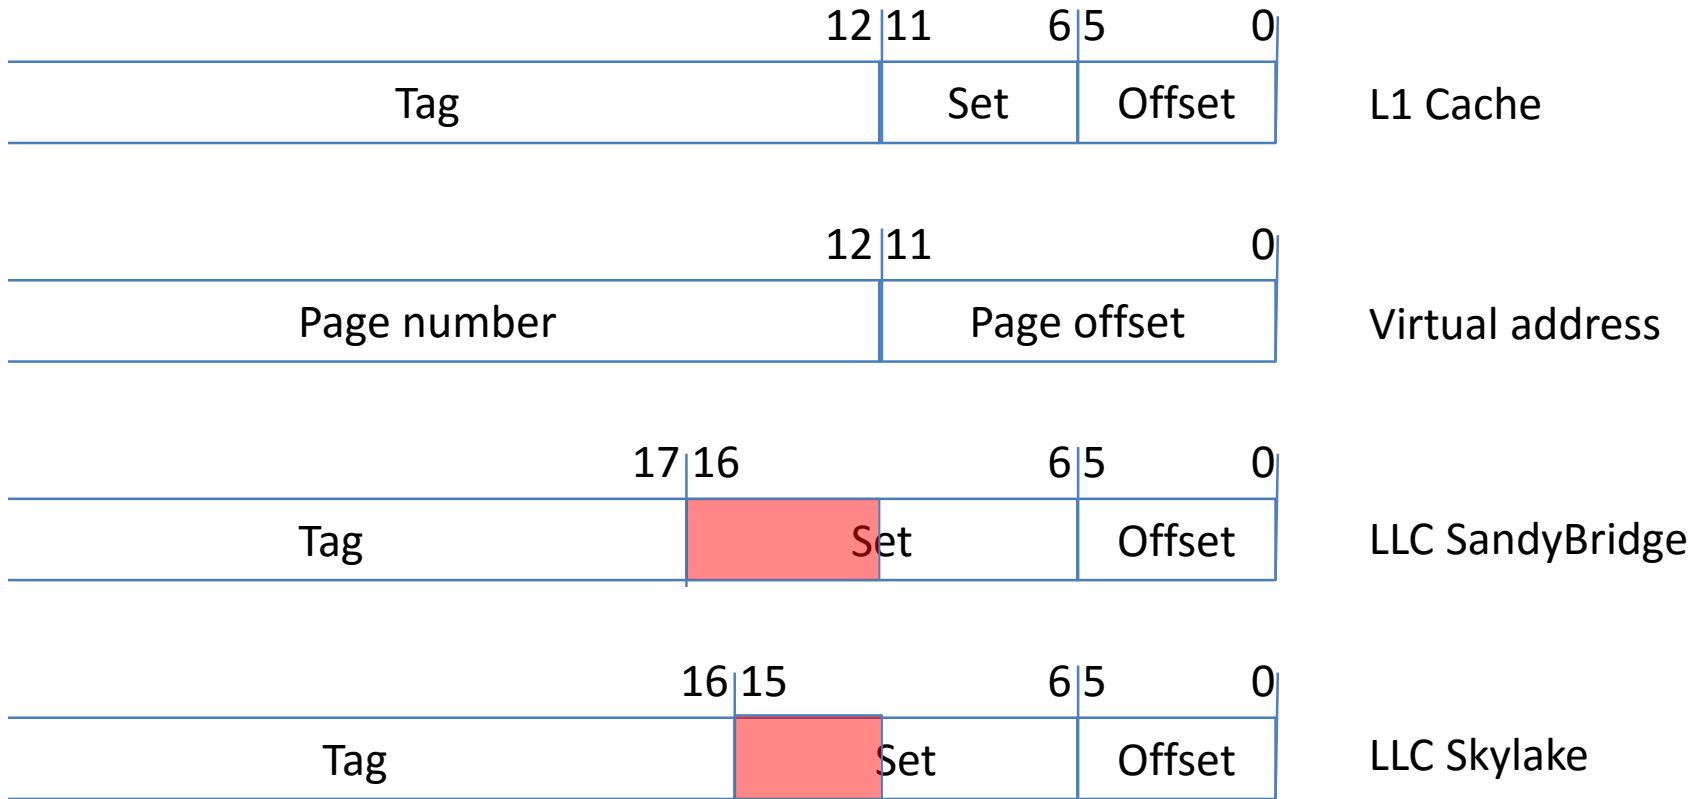 12 11 6 5 0
Tag Set Offset L1 Cache
12 11 0
Page number Page offset Virtual address
17 16 6 5 0
Tag Set Offset LLC SandyBridge
16 15 6 5 0
Tag Set Offset LLC Skylake